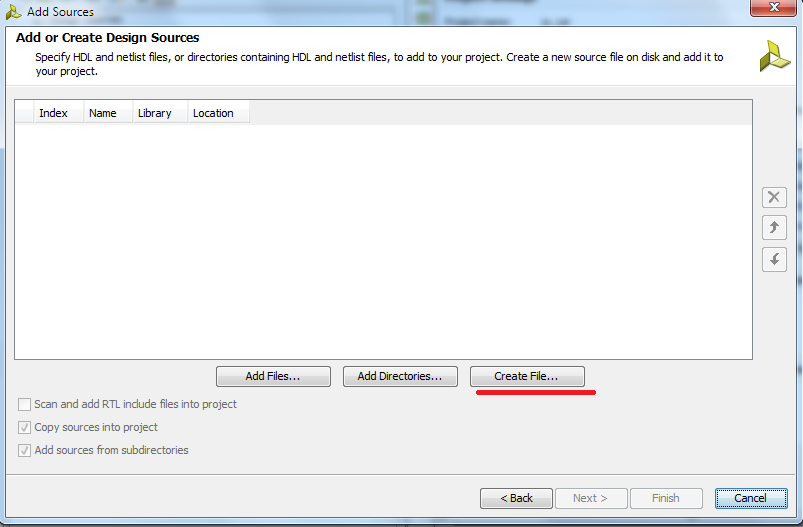 Add Sources
Add or Create Design Sources
Specify HDL and netlist files, or directories containing HDL and netlist files, to add to your project. Create a new source file on disk and add it to
your project.
Index Name Library Location
Add Files... Add Directories... Create File...
Scan and add RTL include files into project
Copy sources into project
Add sources from subdirectories
< Back Next > Finish Cancel